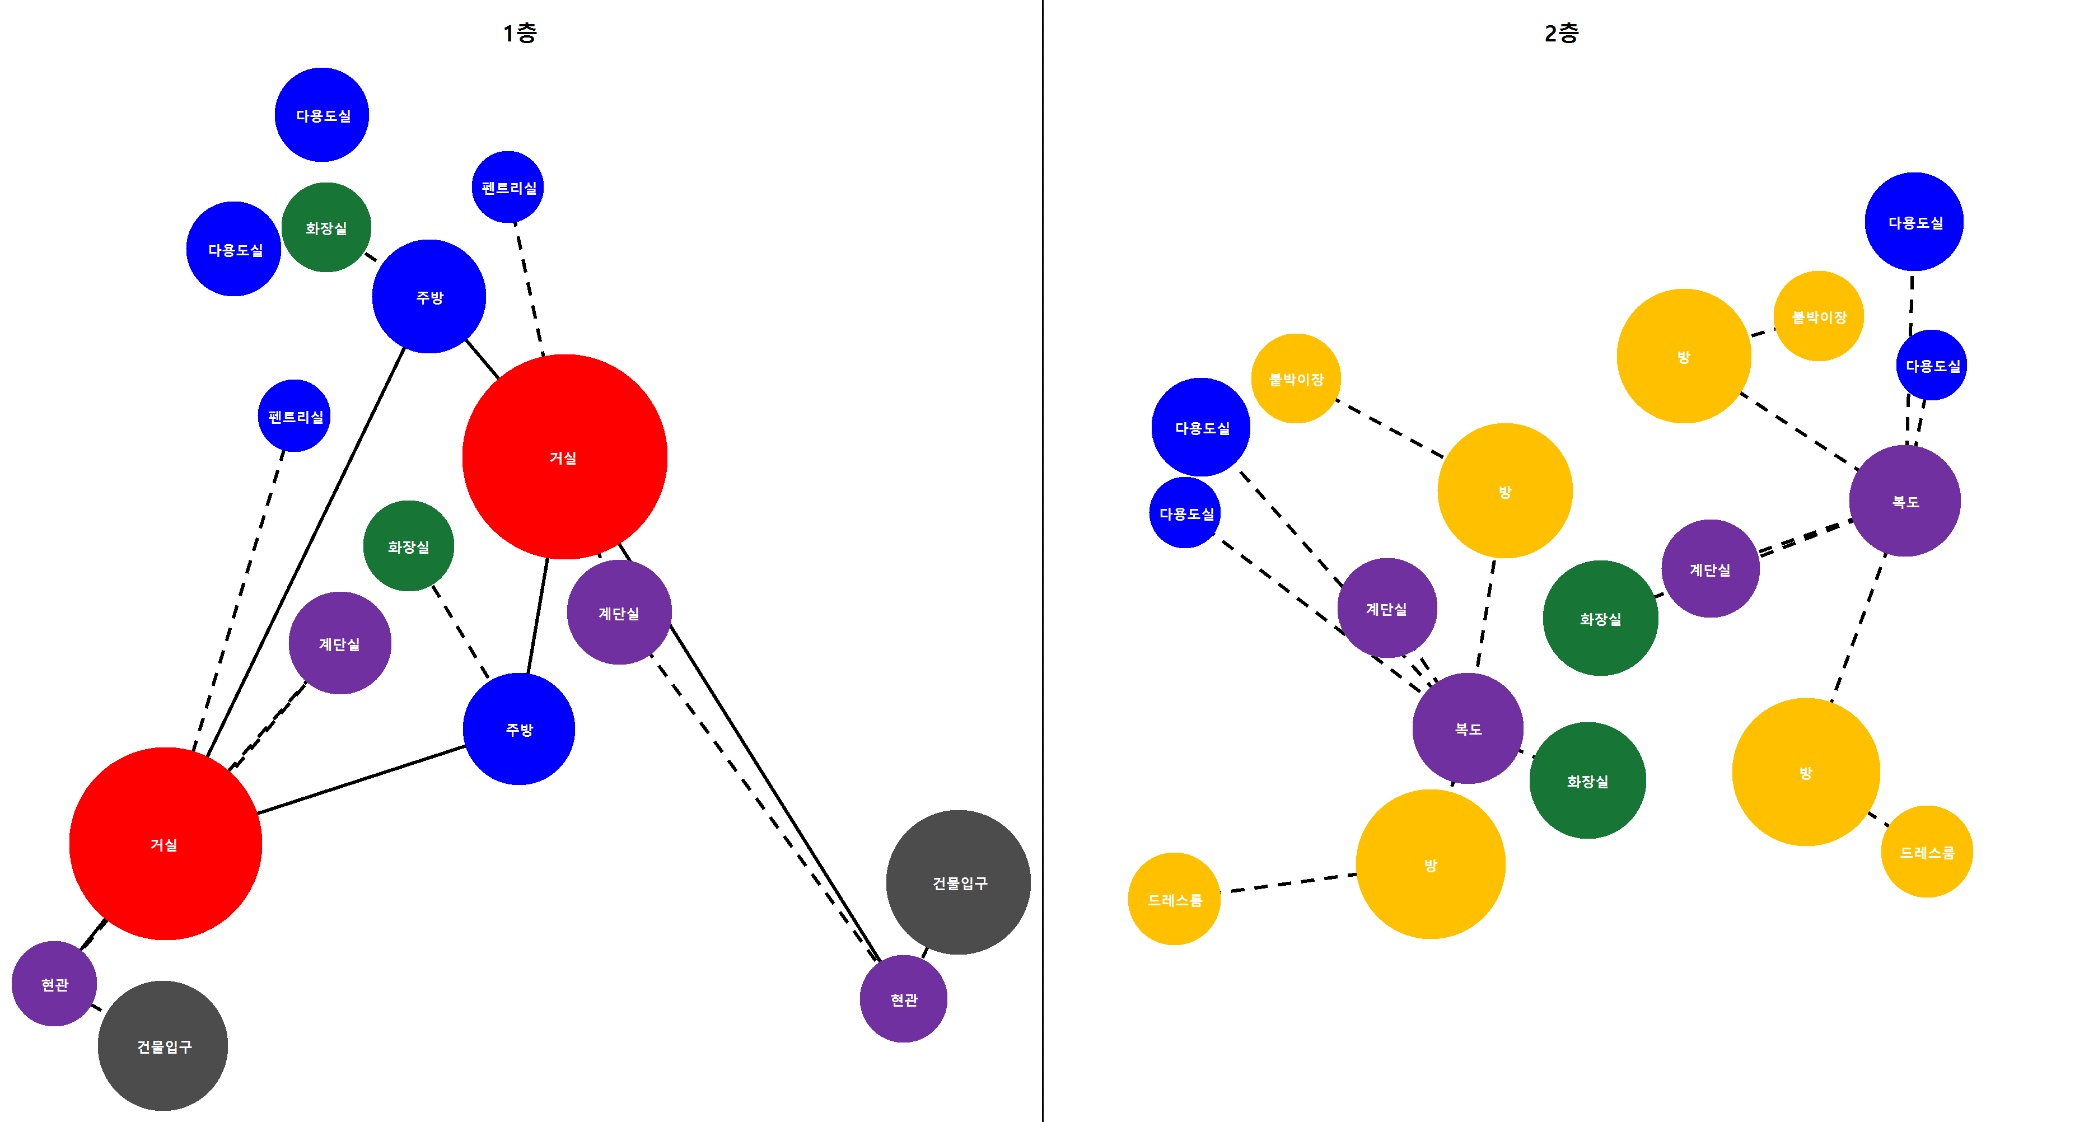 1층
다용도실
펜트리실
화장실
다용도실
주방
펜트리실
거실
화장실
계단실
계단실
주방
거실
건물입구
현관
현관
건물입구
2층
다용도실
붙박이장
방
다용도실
붙박이장
다용도실
방
복도
다용도실
계단실
계단실
화장실
복도
방
화장실
드레스룸
방
드레스룸